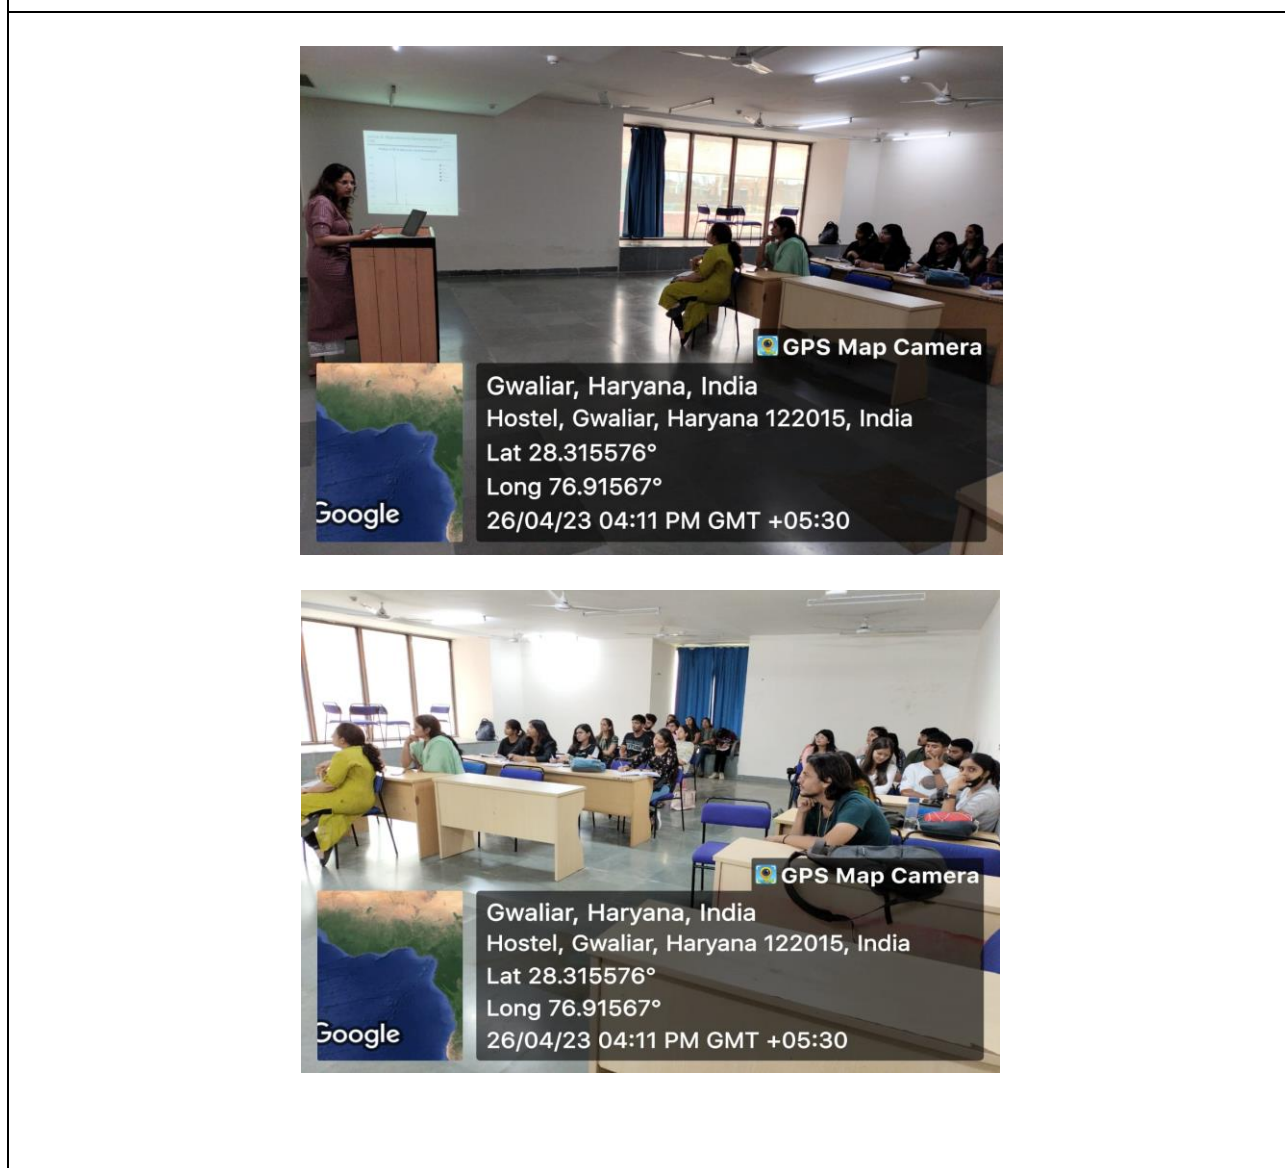 GPS Map Camera
Gwaliar, Haryana, India
Hostel, Gwaliar, Haryana 122015, India
Lat 28.315576°
Long 76.91567°
26/04/23 04:11 PM GMT +05:30
Google
GPS Map Camera
Gwaliar, Haryana, India
Hostel, Gwaliar, Haryana 122015, India
Lat 28.315576°
Long 76.91567°
26/04/23 04:11 PM GMT +05:30
Google